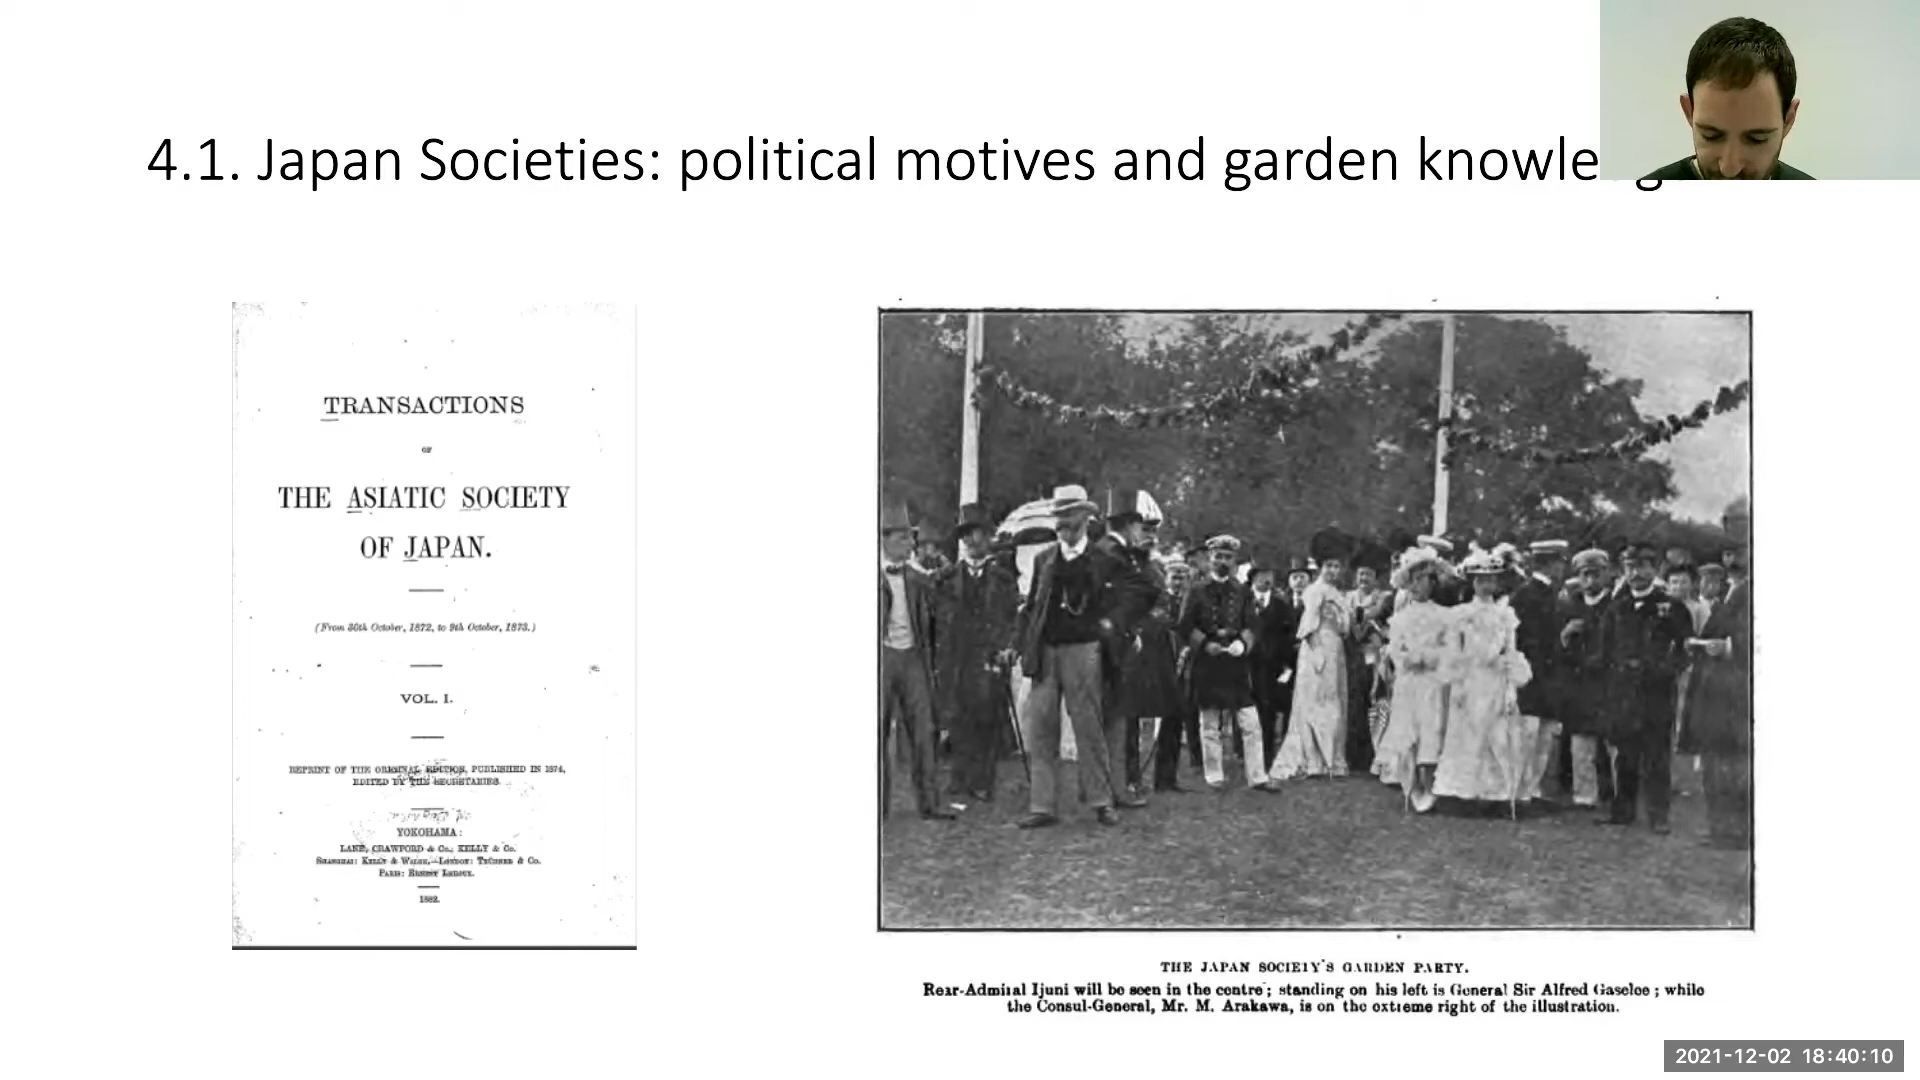 4.1. Japan Societies: political motives and garden knowle g
TRANSACTIONS
OF
THE ASIATIC SOCIETY
OF JAPAN.
(From 30th October, 1872, to 9th October, 1873.)
VOL. I.
REPRINT OF THE ORIGINAL EDITION, PUBLISHED IN 1874,
EDITED BY THE SECRETARIES.
YOKOHAMA:
LANE, CRAWFORD & Co.; KELLY & Co.
SHANGHAI: KELLY & WALSH.—LONDON: TRÜBNER & Co.
PARIS: ERNEST LEROUX.
1882.
THE JAPAN SOCIETY'S GARDEN PARTY.
Rear-Admiral Ijuni will be seen in the centre; standing on his left is General Sir Alfred Gaselee; while
the Consul-General, Mr. M. Arakawa, is on the extreme right of the illustration.
2021-12-02 18:40:10